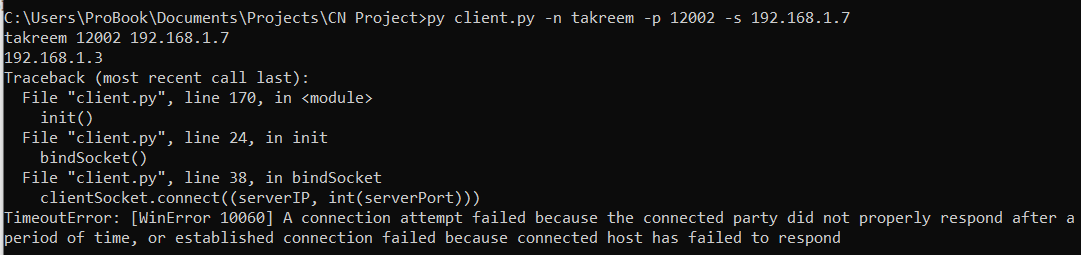 C:\Users\ProBook\Documents\Projects\CN Project>py client.py -n takreem -p 12002 -s 192.168.1.7
takreem 12002 192.168.1.7
192.168.1.3
Traceback (most recent call last):
  File "client.py", line 170, in <module>
    init()
  File "client.py", line 24, in init
    bindSocket()
  File "client.py", line 38, in bindSocket
    clientSocket.connect((serverIP, int(serverPort)))
TimeoutError: [WinError 10060] A connection attempt failed because the connected party did not properly respond after a
period of time, or established connection failed because connected host has failed to respond